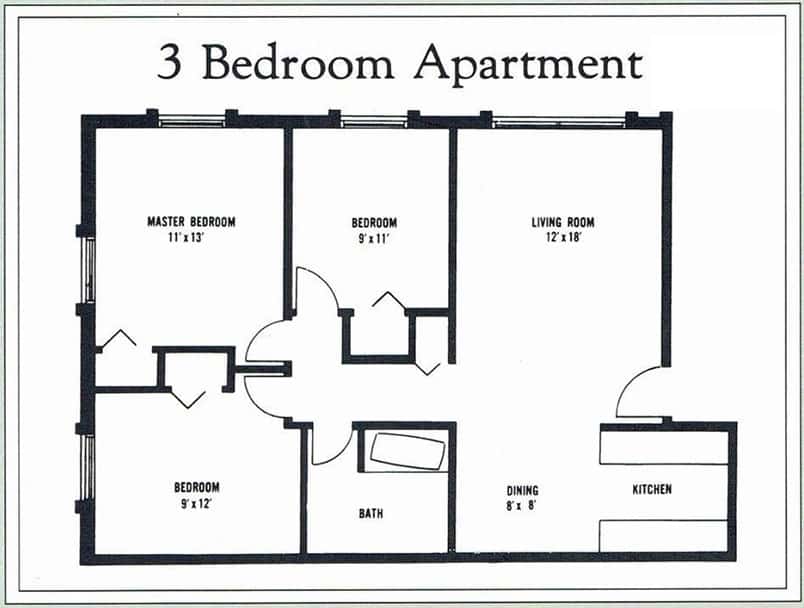 3 Bedroom Apartment
MASTER BEDROOM
11' x 13'
BEDROOM
9' x 11'
LIVING ROOM
12' x 18'
BEDROOM
9' x 12'
BATH
DINING
8' x 8'
KITCHEN